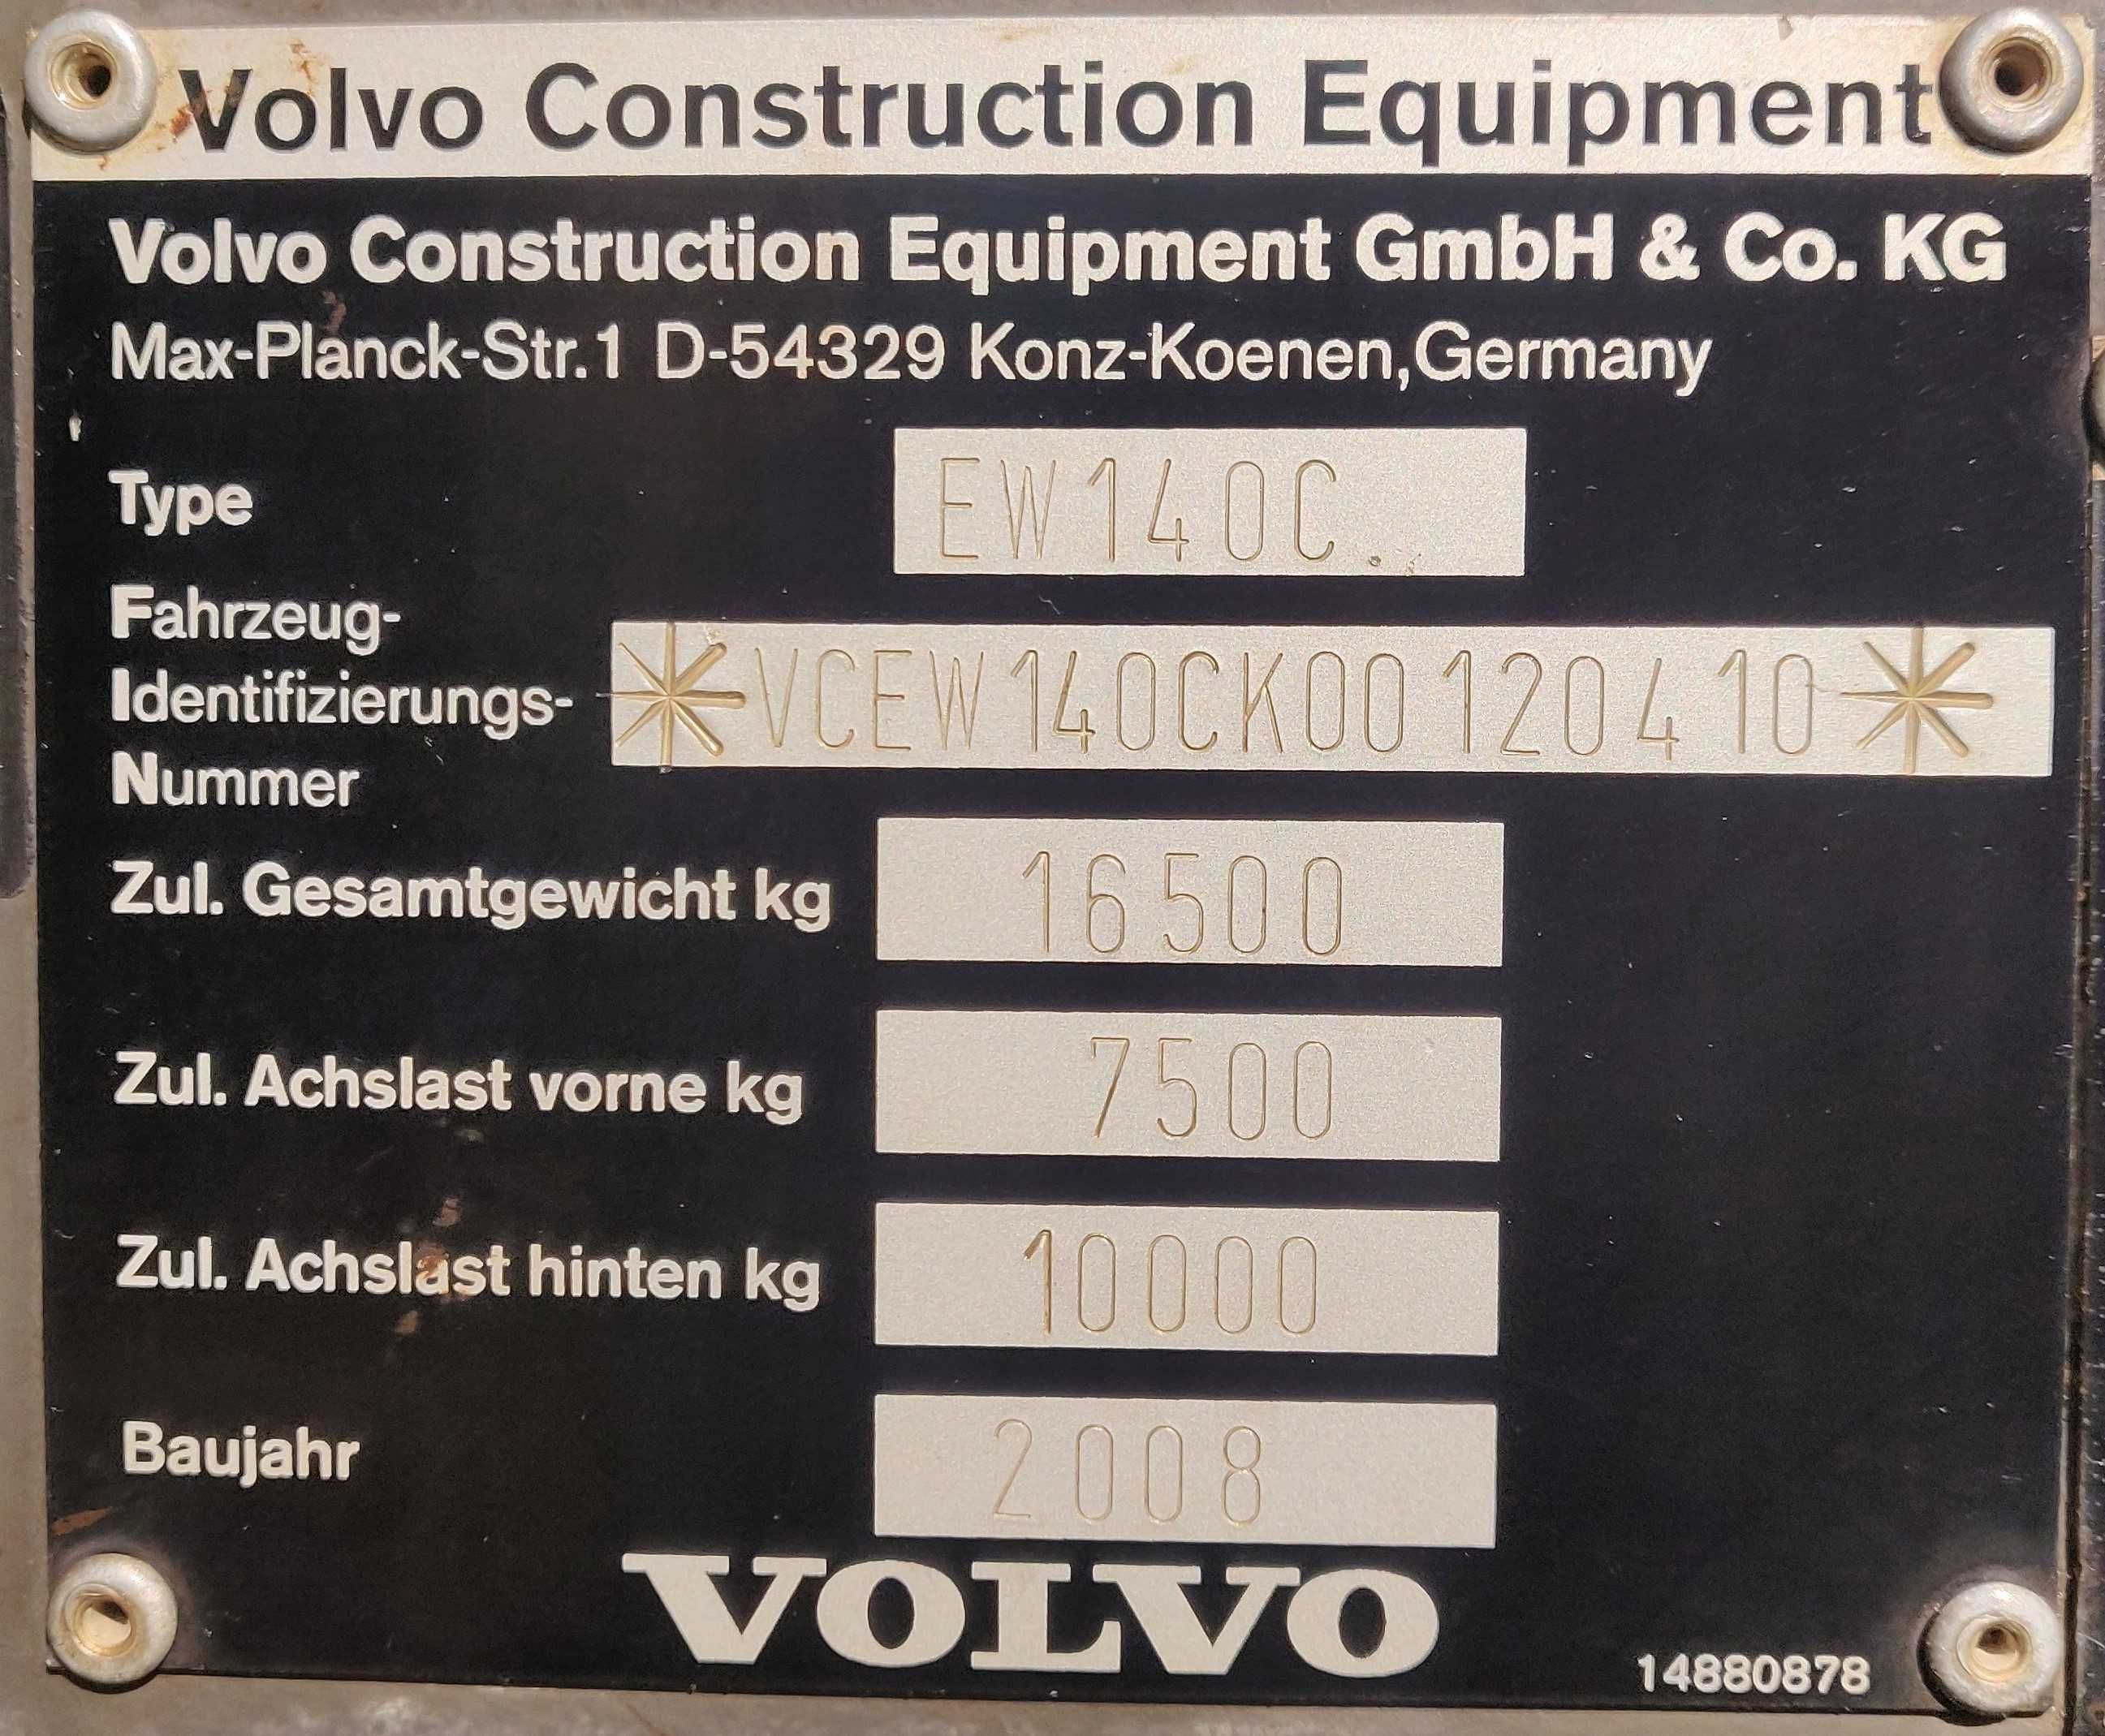 Volvo Construction Equipment
Volvo Construction Equipment GmbH & Co. KG
Max-Planck-Str.1 D-54329 Konz-Koenen,Germany
Type EW140C.
Fahrzeug-
Identifizierungs- *VCEW140CK00120410*
Nummer
Zul. Gesamtgewicht kg 16500
Zul. Achslast vorne kg 7500
Zul. Achslast hinten kg 10000
Baujahr 2008
VOLVO
14880878